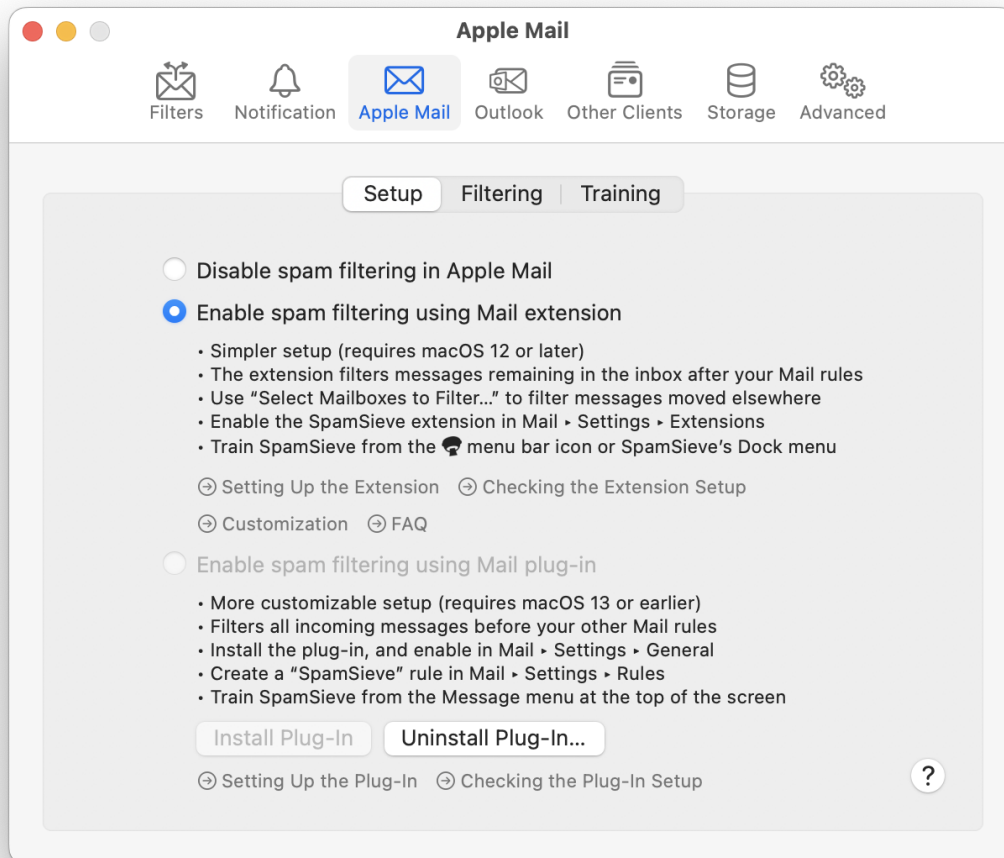 Apple Mail
Filters Notification Apple Mail Outlook Other Clients Storage Advanced
Setup Filtering Training
Disable spam filtering in Apple Mail
Enable spam filtering using Mail extension
• Simpler setup (requires macOS 12 or later)
• The extension filters messages remaining in the inbox after your Mail rules
• Use “Select Mailboxes to Filter…” to filter messages moved elsewhere
• Enable the SpamSieve extension in Mail ▸ Settings ▸ Extensions
• Train SpamSieve from the menu bar icon or SpamSieve’s Dock menu
Setting Up the Extension Checking the Extension Setup
Customization FAQ
Enable spam filtering using Mail plug-in
• More customizable setup (requires macOS 13 or earlier)
• Filters all incoming messages before your other Mail rules
• Install the plug-in, and enable in Mail ▸ Settings ▸ General
• Create a “SpamSieve” rule in Mail ▸ Settings ▸ Rules
• Train SpamSieve from the Message menu at the top of the screen
Install Plug-In Uninstall Plug-In…
Setting Up the Plug-In Checking the Plug-In Setup ?